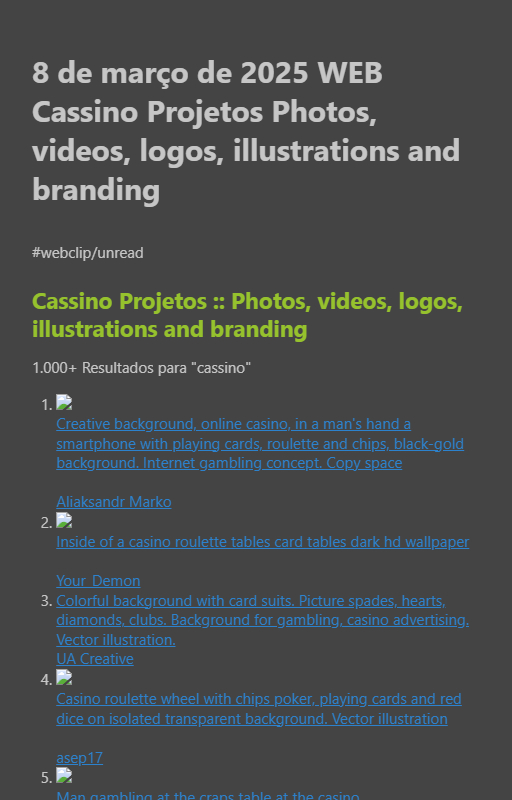 8 de março de 2025 WEB
Cassino Projetos Photos,
videos, logos, illustrations and
branding
#webclip/unread
Cassino Projetos :: Photos, videos, logos,
illustrations and branding
1.000+ Resultados para "cassino"
1.
Creative background, online casino, in a man's hand a
smartphone with playing cards, roulette and chips, black-gold
background. Internet gambling concept. Copy space
Aliaksandr Marko
2.
Inside of a casino roulette tables card tables dark hd wallpaper
Your_Demon
3. Colorful background with card suits. Picture spades, hearts,
diamonds, clubs. Background for gambling, casino advertising.
Vector illustration.
UA Creative
4.
Casino roulette wheel with chips poker, playing cards and red
dice on isolated transparent background. Vector illustration
asep17
5.
Man gambling at the craps table at the casino